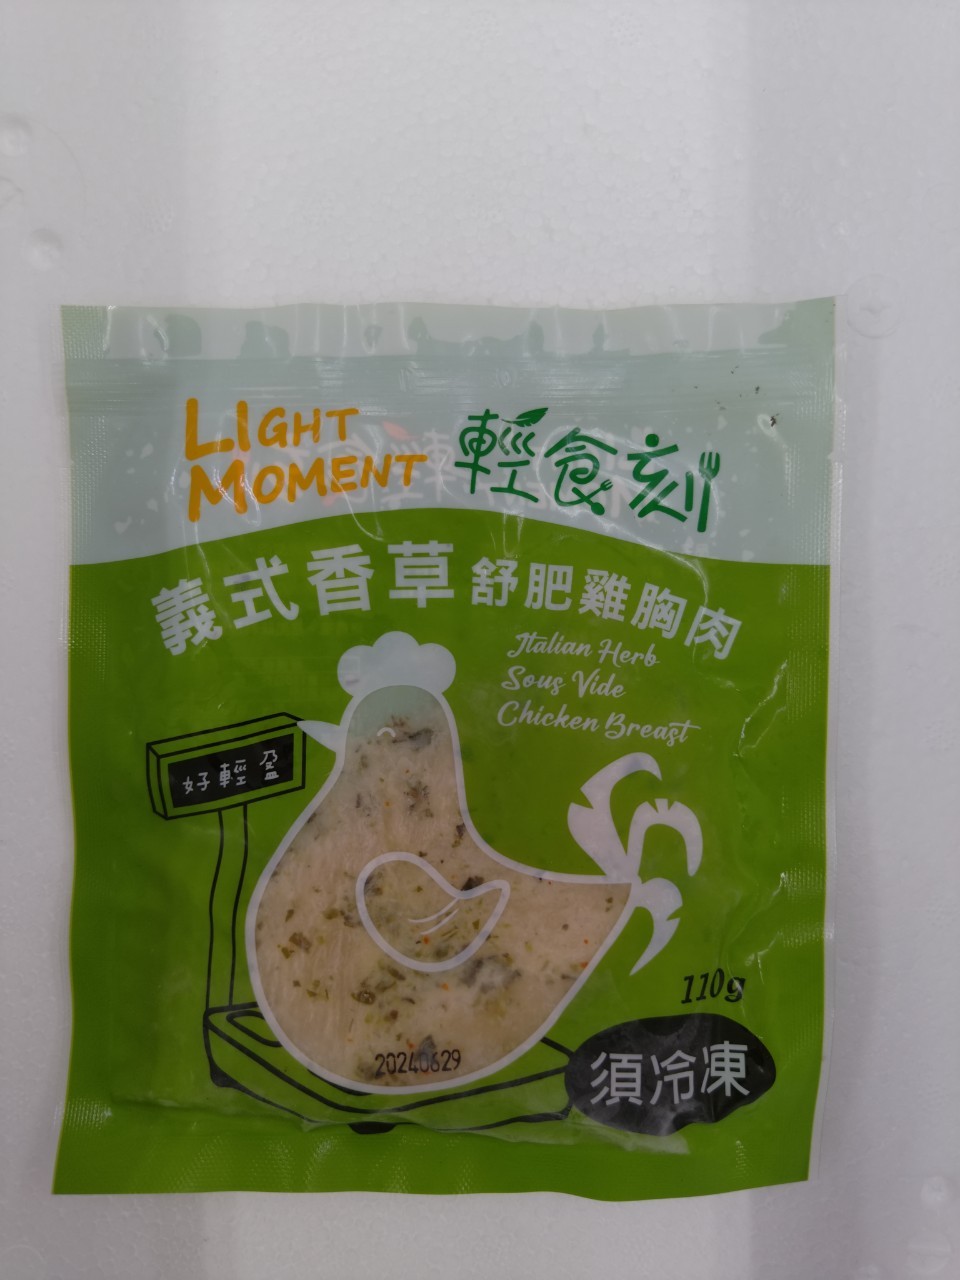 LIGHT
MOMENT
輕食刻
義式香草舒肥雞胸肉
Italian Herb
Sous Vide
Chicken Breast
好輕盈
110g
須冷凍
20240629